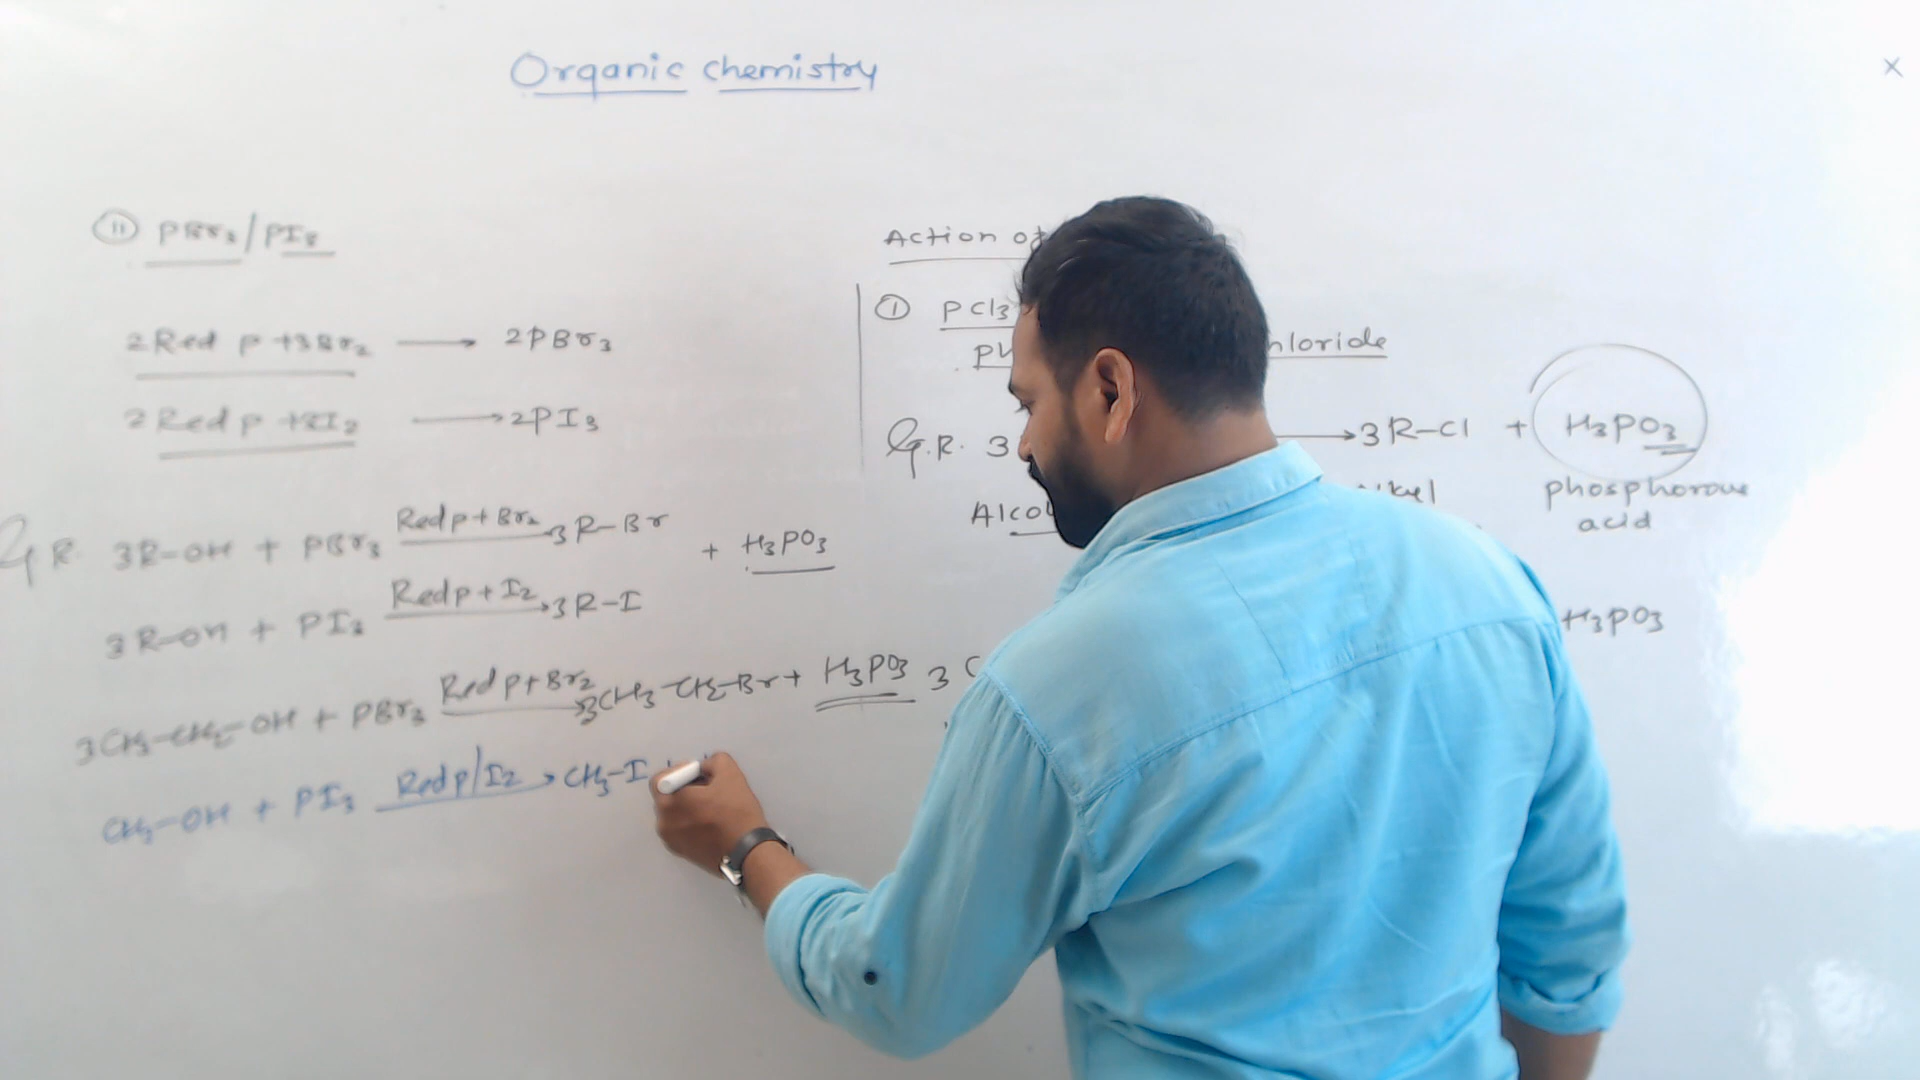 Organic chemistry
(ii) PBr3/PI3
2Red P +3Br2 → 2PBr3
2Red P +3I2 → 2PI3
G.R. 3R-OH + PBr3 Red P + Br2 → 3R-Br + H3PO3
3R-OH + PI3 Red P + I2 → 3R-I
3CH3-CH2-OH + PBr3 Red P + Br2 → 3CH3-CH2-Br + H3PO3
CH3-OH + PI3 Red P/I2 → CH3-I
Action of
(i) PCl3
hloride
G.R. 3 → 3R-Cl + H3PO3
phosphorous
acid
3 C
H3PO3
×